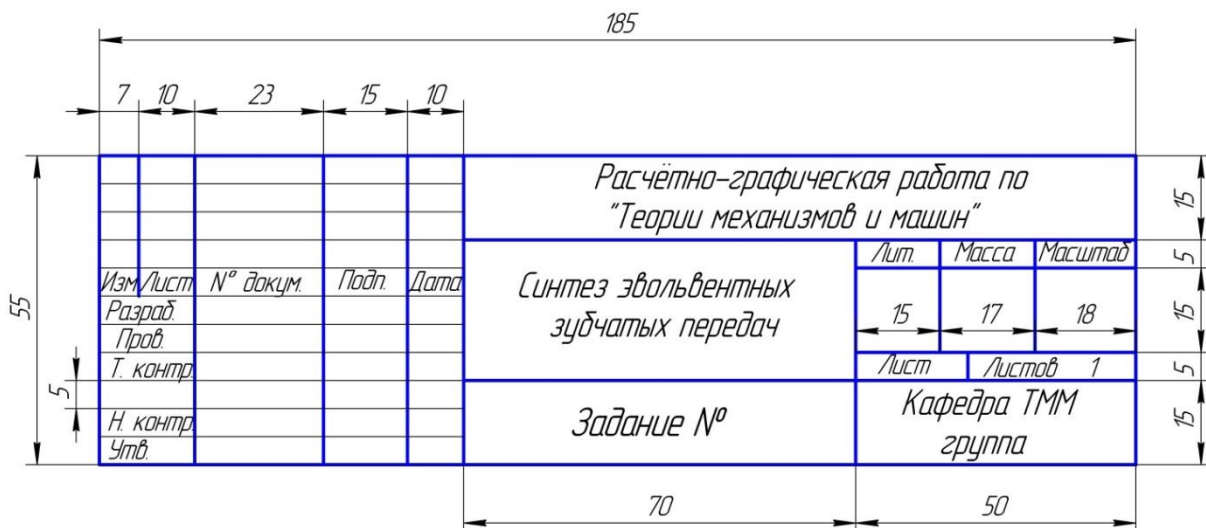 185
7 10 23 15 10
Расчётно-графическая работа по
"Теории механизмов и машин"
15
Лит. Масса Масштаб
5
Изм Лист № докум. Подп. Дата
Синтез эвольвентных
зубчатых передач
15 17 18
15
55
Разраб.
Пров.
Т. контр.
Лист Листов 1
5
5
Н. контр.
Утв.
Задание №
Кафедра ТММ
группа
15
70 50